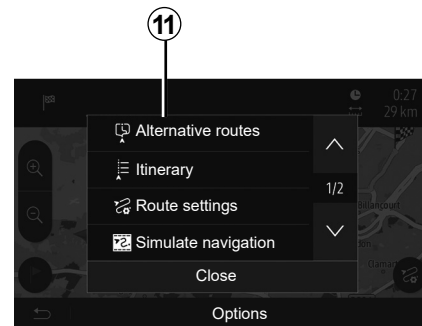 11
0:27
29 km
Alternative routes
Itinerary
1/2
Route settings
Simulate navigation
Close
Options